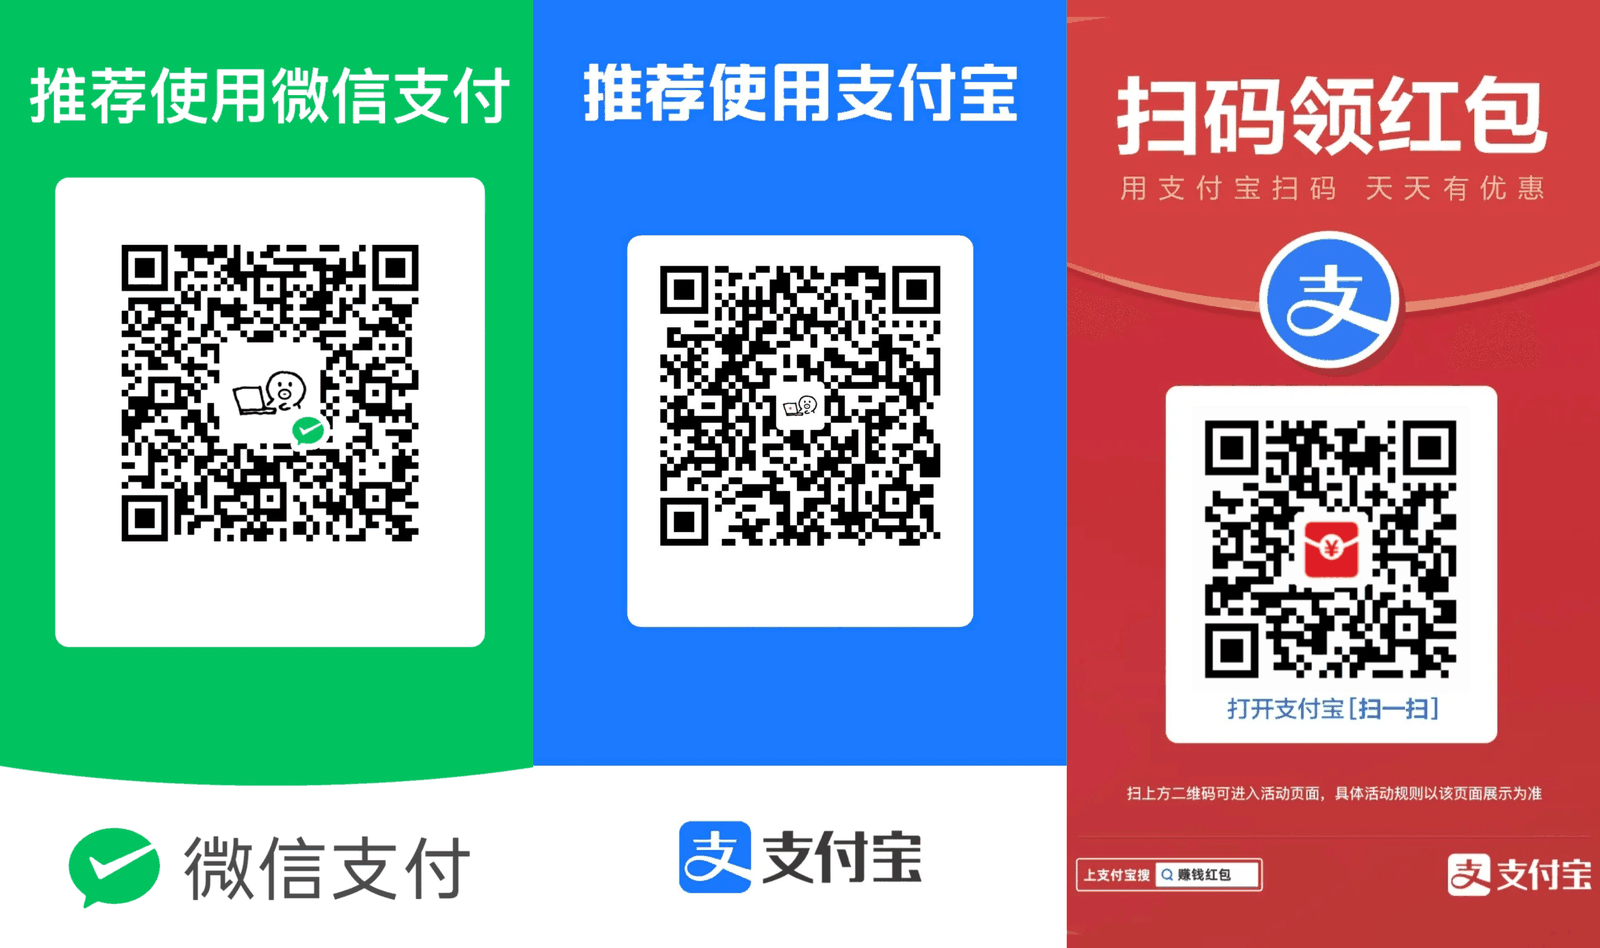 推荐使用微信支付
微信支付
推荐使用支付宝
支付宝
扫码领红包
用支付宝扫码 天天有优惠
打开支付宝[扫一扫]
扫上方二维码可进入活动页面，具体活动规则以该页面展示为准
上支付宝搜 赚钱红包
支付宝